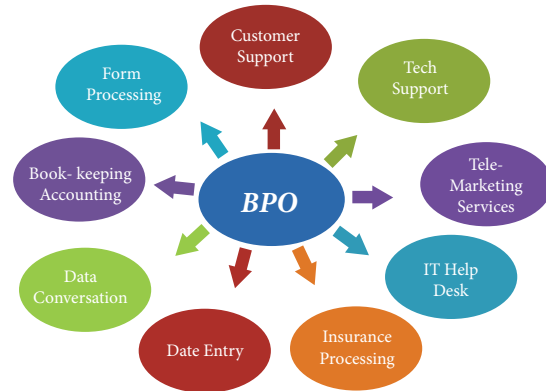 Customer
Support
Tech
Support
Tele-
Marketing
Services
IT Help
Desk
Insurance
Processing
Date Entry
Data
Conversation
Book- keeping
Accounting
Form
Processing
BPO